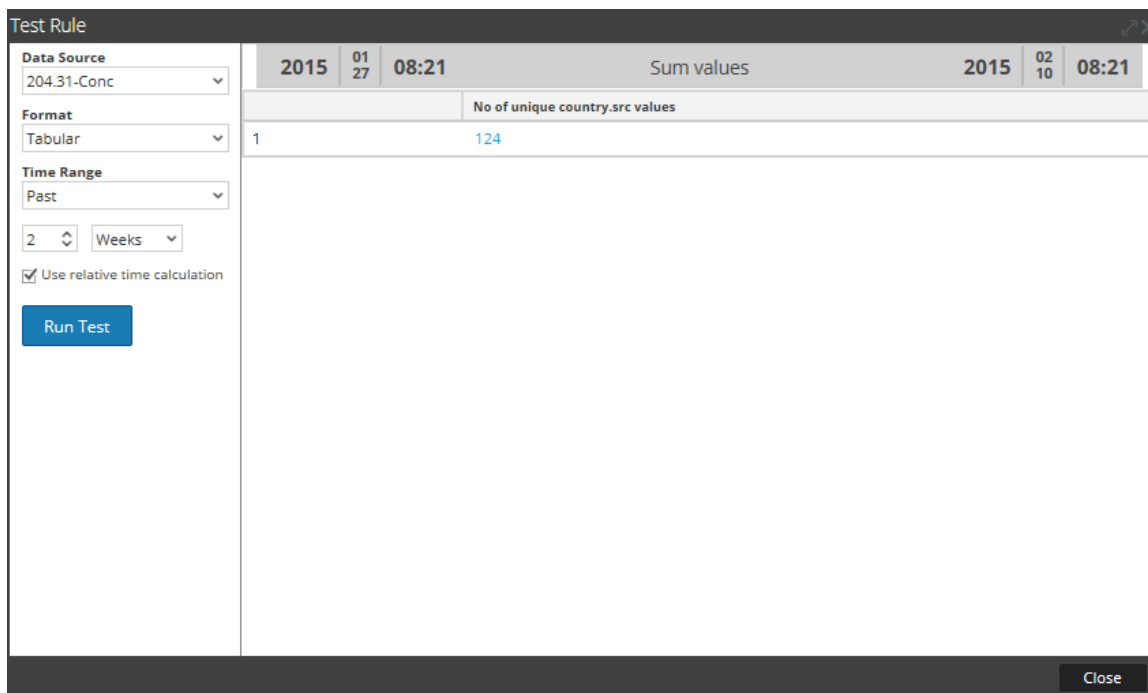 Test Rule
Data Source
204.31-Conc
Format
Tabular
Time Range
Past
2 Weeks
Use relative time calculation
Run Test
2015 01 27 08:21 Sum values 2015 02 10 08:21
No of unique country.src values
1 124
Close